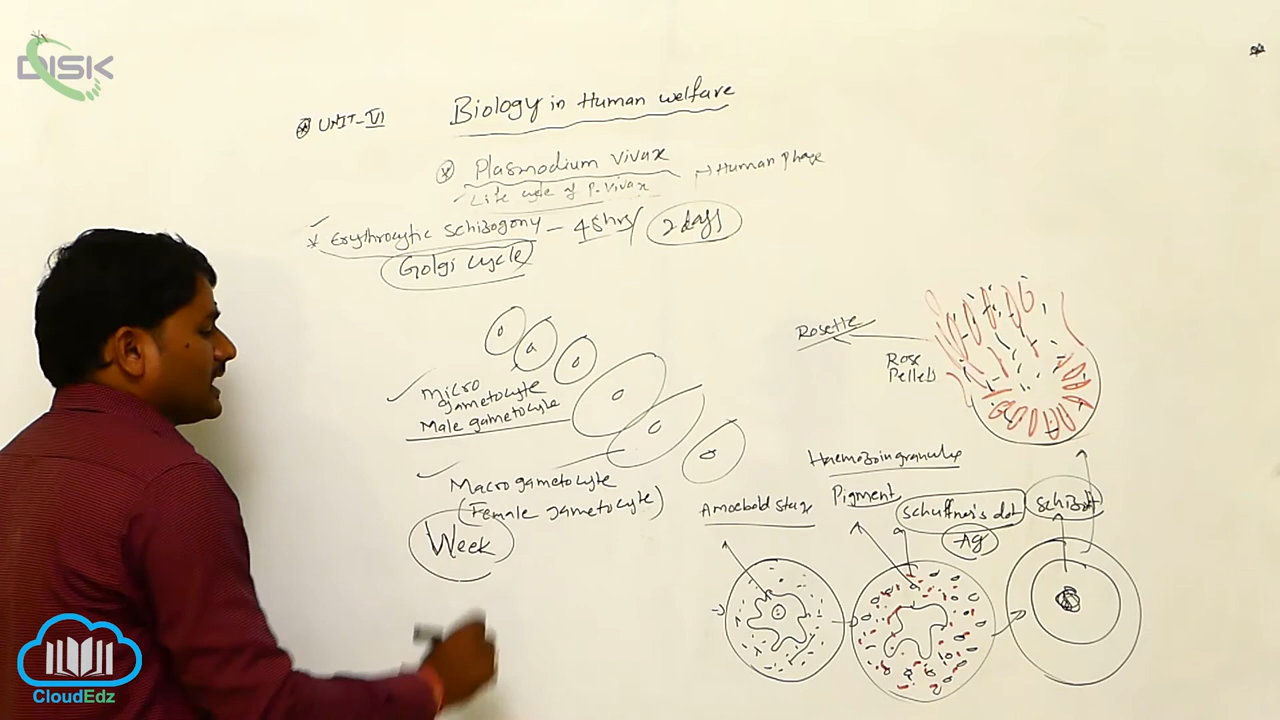 DISK
UNIT-VI
Biology in Human welfare
Plasmodium vivax
Life cycle of P. vivax
→ Human Phase
* Erythrocytic schizogony - 48hrs/ 2 days
Golgi cycle
Rosette
Rose
Pelleb
Micro
gametocyte
Male gametocyte
Macro gametocyte
(Female gametocyte)
Week
Haemozoin granules
Pigment
Amoeboid stage
Schuffner's dot
Ag
Schizont
CloudEdz